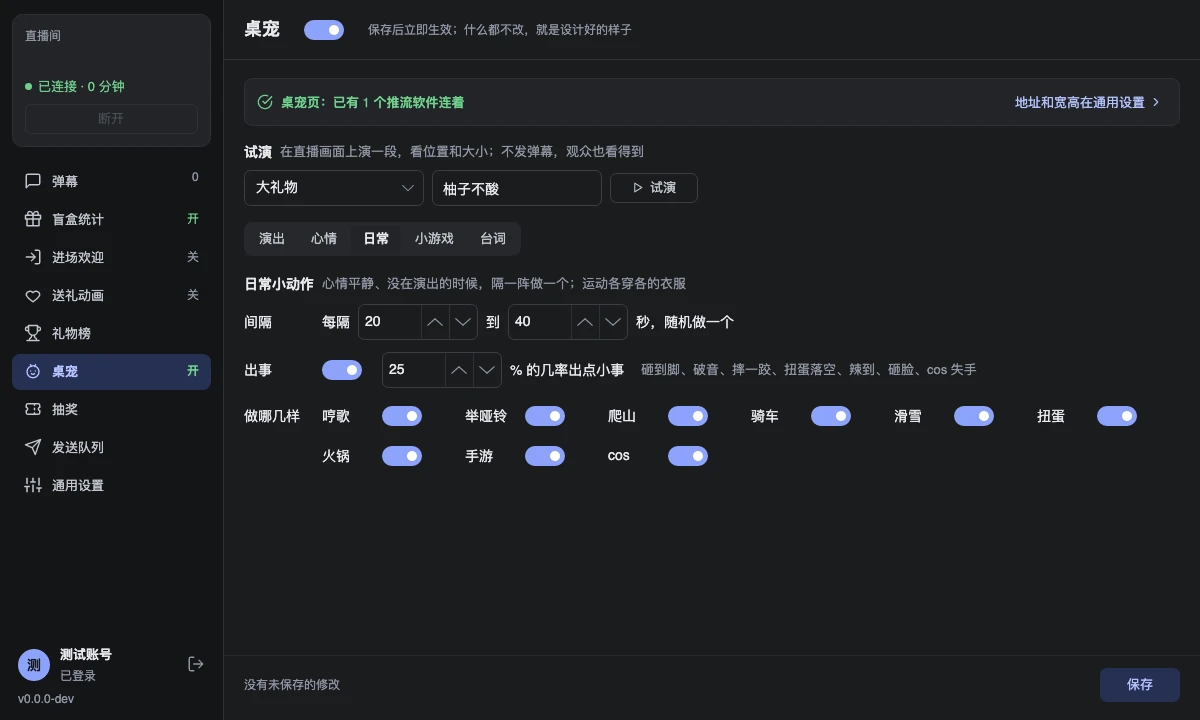 直播间
已连接 · 0 分钟
断开
弹幕 0
盲盒统计 开
进场欢迎 关
送礼动画 关
礼物榜
桌宠 开
抽奖
发送队列
通用设置
测 测试账号
已登录
v0.0.0-dev
桌宠 保存后立即生效；什么都不改，就是设计好的样子
桌宠页：已有 1 个推流软件连着 地址和宽高在通用设置
试演 在直播画面上演一段，看位置和大小；不发弹幕，观众也看得到
大礼物 柚子不酸 试演
演出 心情 日常 小游戏 台词
日常小动作 心情平静、没在演出的时候，隔一阵做一个；运动各穿各的衣服
间隔 每隔 20 到 40 秒，随机做一个
出事 25 % 的几率出点小事 砸到脚、破音、摔一跤、扭蛋落空、辣到、砸脸、cos 失手
做哪几样 哼歌 举哑铃 爬山 骑车 滑雪 扭蛋
火锅 手游 cos
没有未保存的修改 保存